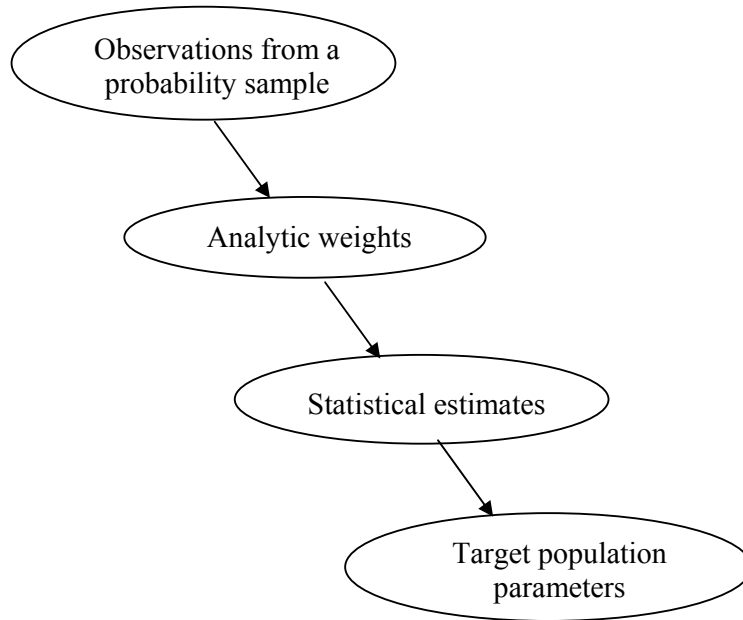 Observations from a
probability sample
Analytic weights
Statistical estimates
Target population
parameters